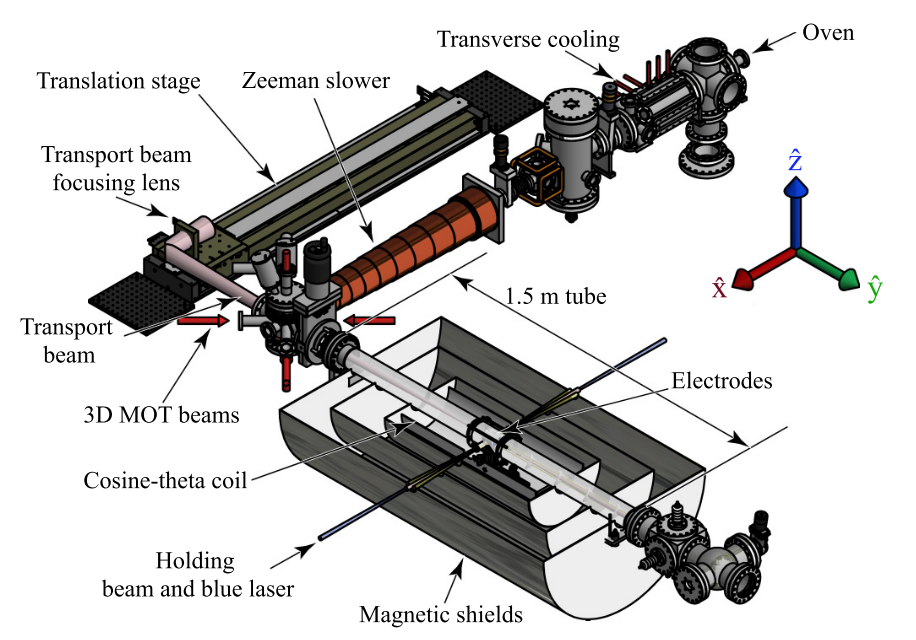 Oven
Transverse cooling
Translation stage
Zeeman slower
Transport beam
focusing lens
ẑ
x̂
ŷ
1.5 m tube
Transport
beam
Electrodes
3D MOT beams
Cosine-theta coil
Holding
beam and blue laser
Magnetic shields